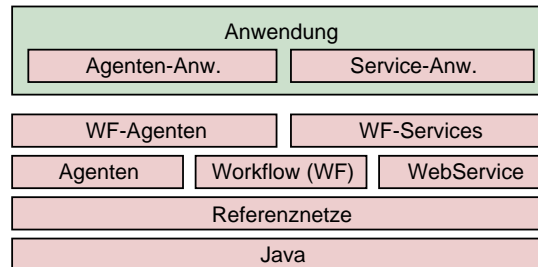 Anwendung
Agenten-Anw. Service-Anw.
WF-Agenten WF-Services
Agenten Workflow (WF) WebService
Referenznetze
Java